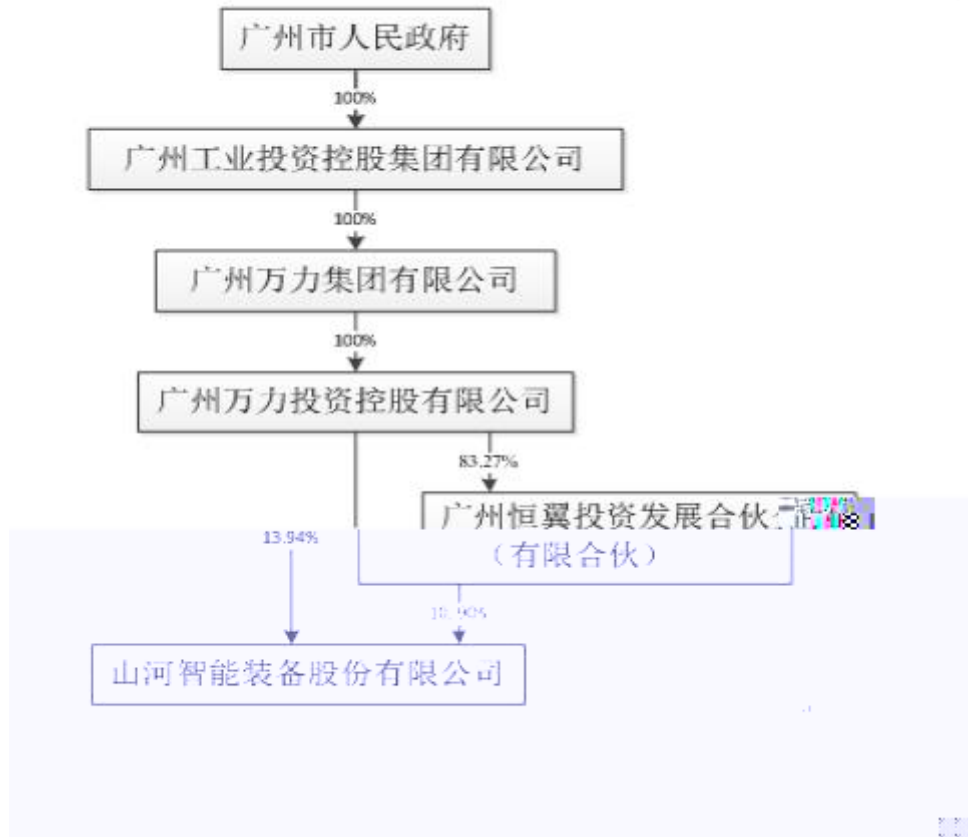 广州市人民政府
100%
广州工业投资控股集团有限公司
100%
广州万力集团有限公司
100%
广州万力投资控股有限公司
83.27%
广州恒翼投资发展合伙
13.94%
（有限合伙）
山河智能装备股份有限公司